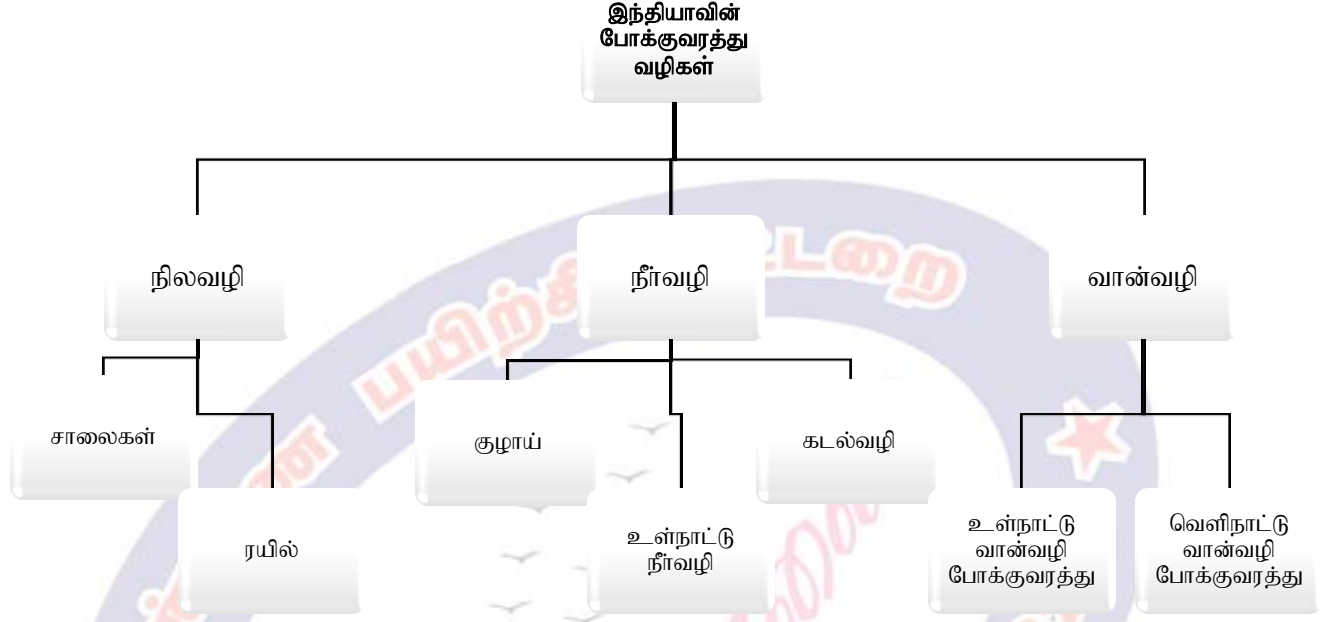 இந்தியாவின்
போக்குவரத்து
வழிகள்
நிலவழி
நீர்வழி
வான்வழி
சாலைகள்
ரயில்
குழாய்
உள்நாட்டு
நீர்வழி
கடல்வழி
உள்நாட்டு
வான்வழி
போக்குவரத்து
வெளிநாட்டு
வான்வழி
போக்குவரத்து